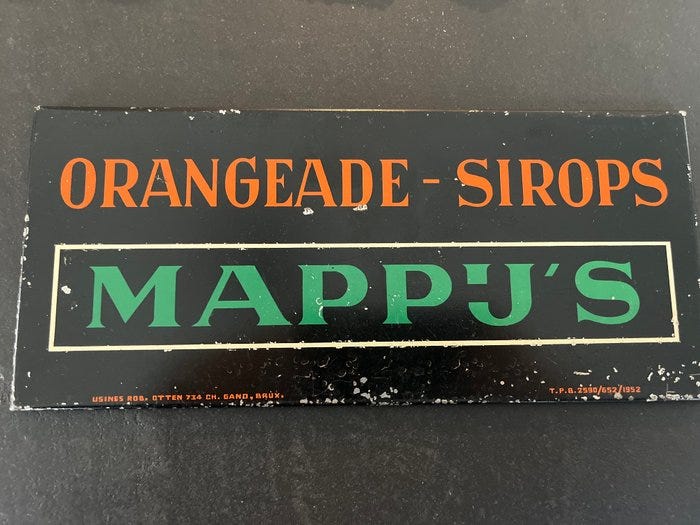 ORANGEADE - SIROPS
MAPPIJ'S
USINES ROB. OTTEN 734 CH. GAND. BRUX.
T.P.B. 2590/652/1952